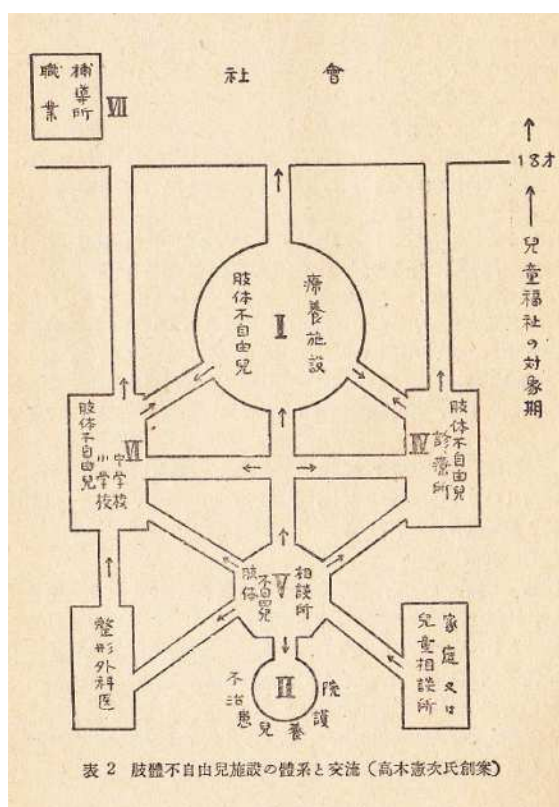 社會
補導所
職業
VII
18才
兒童福祉の対象期
療養施設
肢体不自由兒
II
肢体不自由兒
中学校
小学校
VI
肢体不自由兒
診療所
IV
相談所
肢体不自由兒
V
整形外科医
家庭又は
兒童相談所
不治患兒養護院
表 2 肢體不自由兒施設の體系と交流 (高木憲次氏創案)